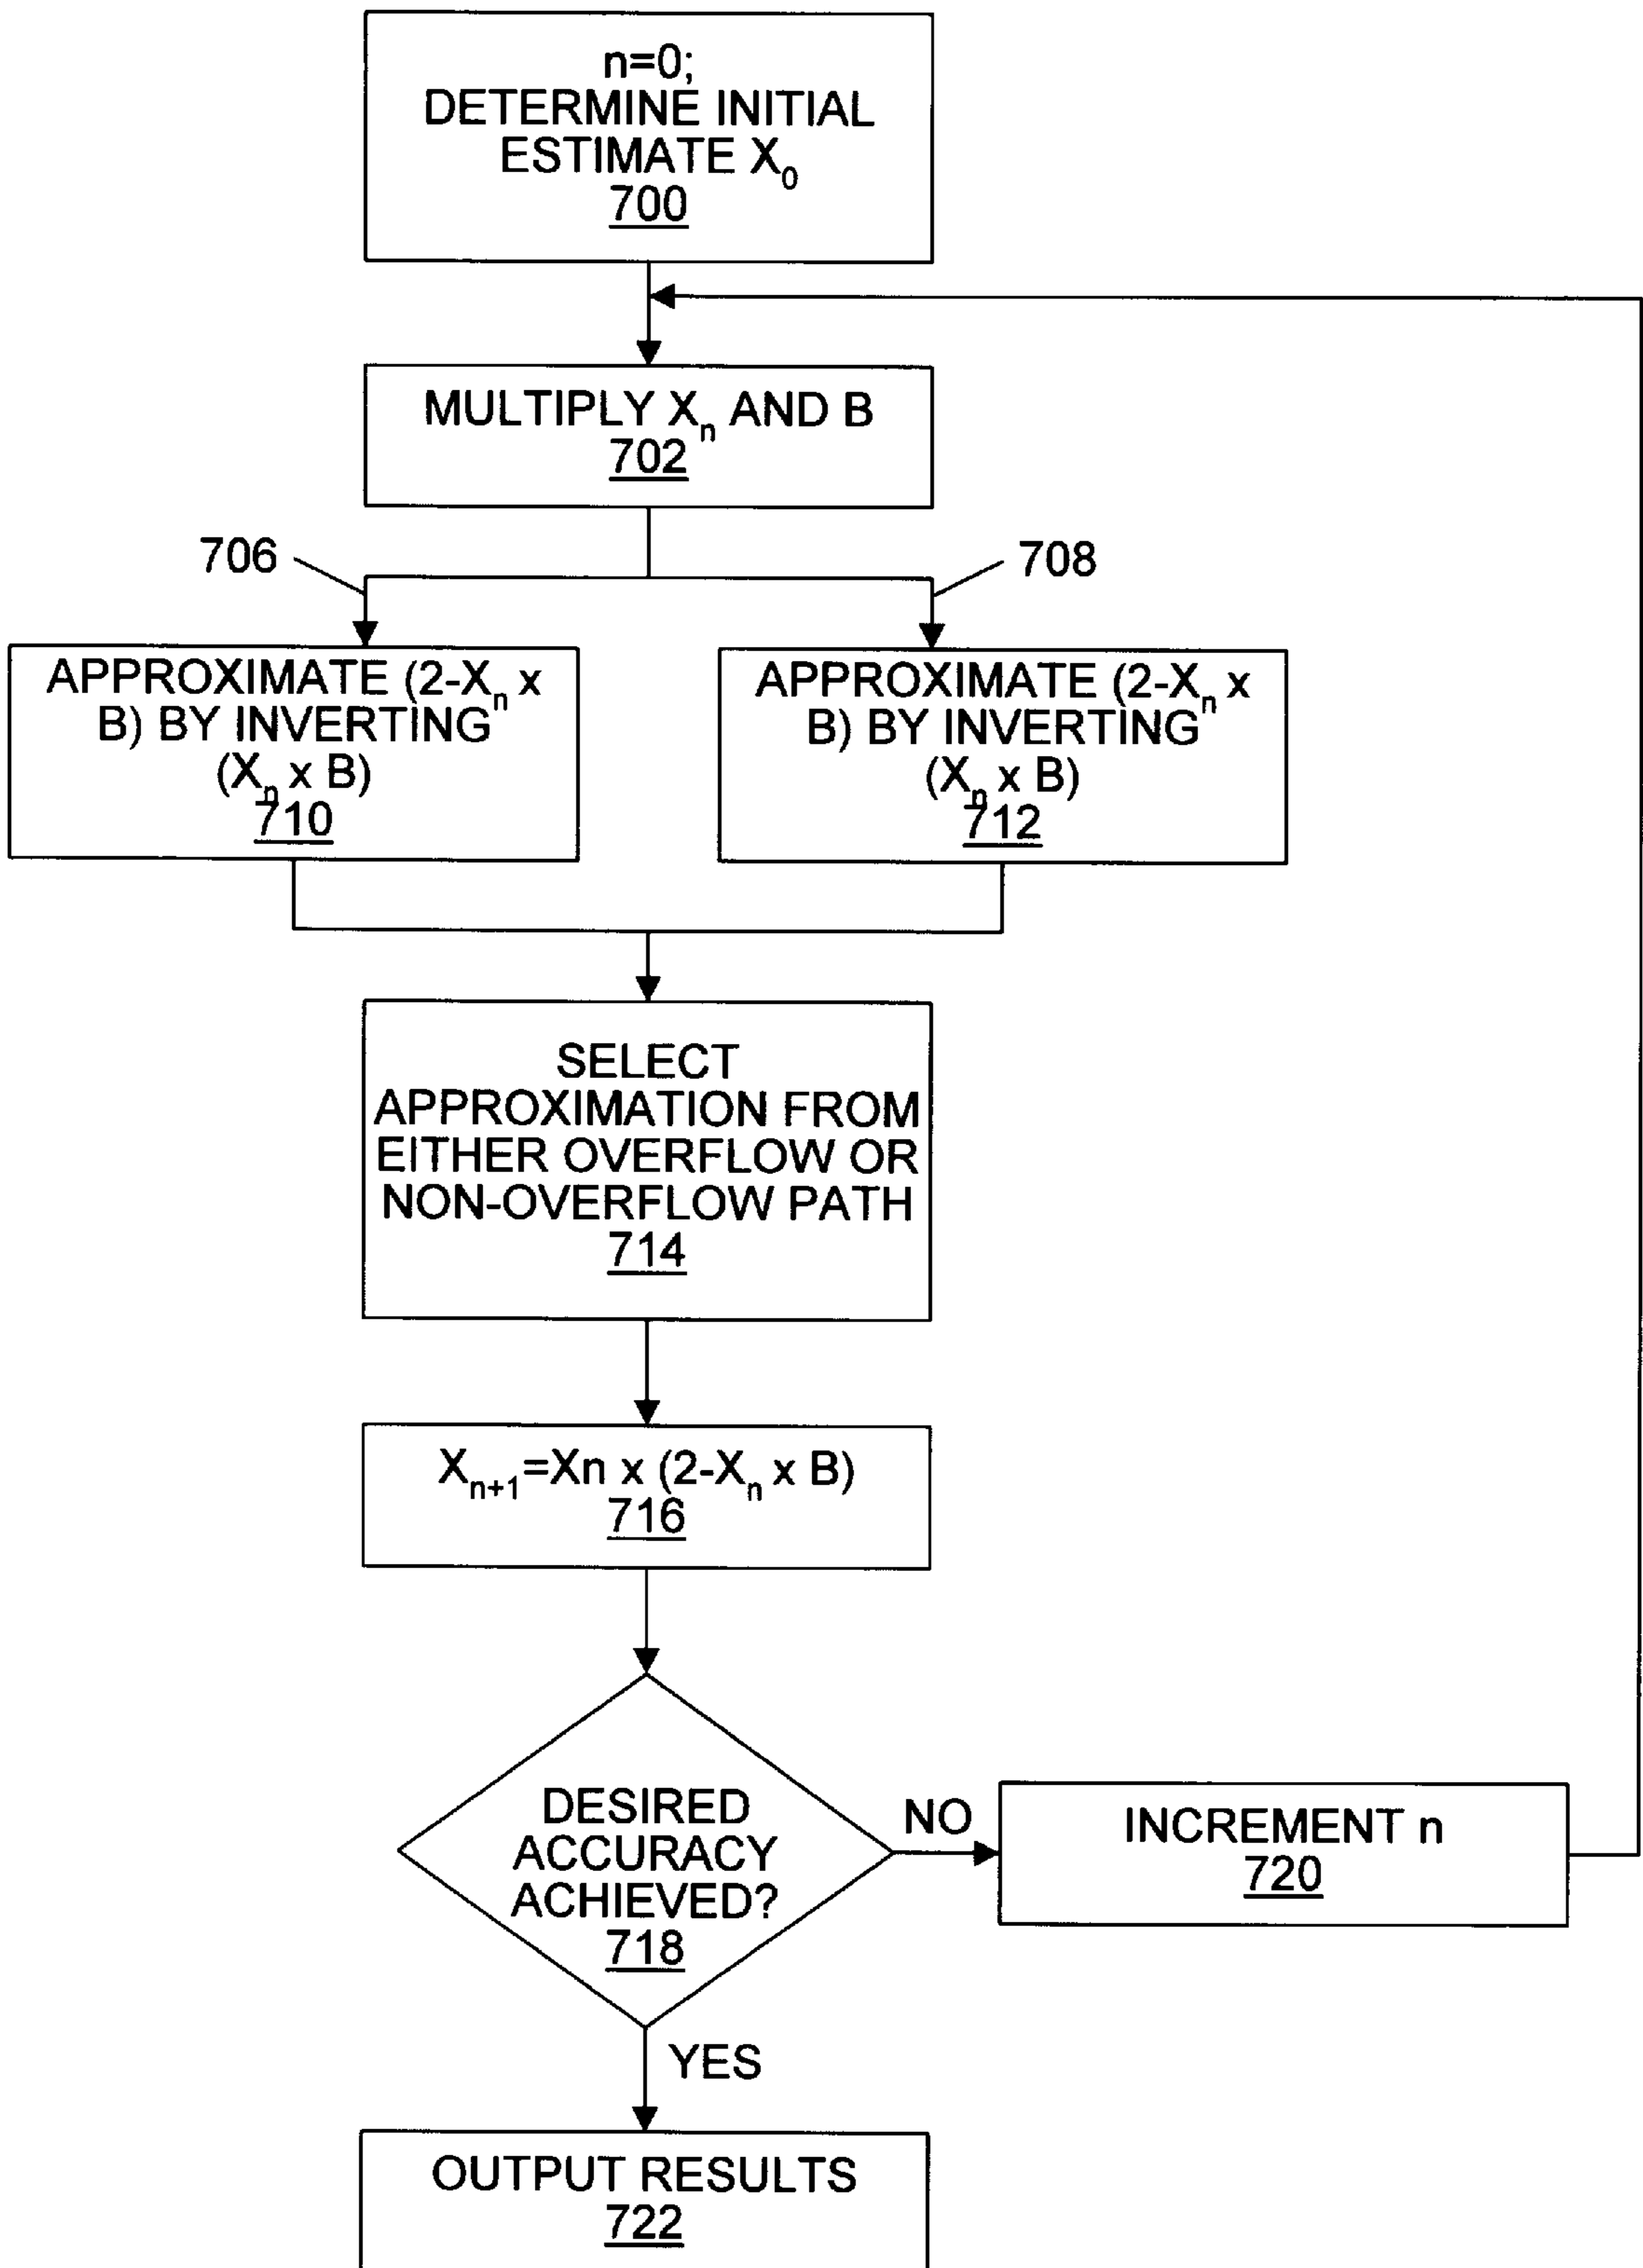 n=0;
DETERMINE INITIAL
ESTIMATE X₀
700
MULTIPLY Xₙ AND B
702
706
708
APPROXIMATE (2-Xₙ x
B) BY INVERTING
(Xₙ x B)
710
APPROXIMATE (2-Xₙ x
B) BY INVERTING
(Xₙ x B)
712
SELECT
APPROXIMATION FROM
EITHER OVERFLOW OR
NON-OVERFLOW PATH
714
Xₙ₊₁=Xn x (2-Xₙ x B)
716
DESIRED
ACCURACY
ACHIEVED?
718
NO
INCREMENT n
720
YES
OUTPUT RESULTS
722